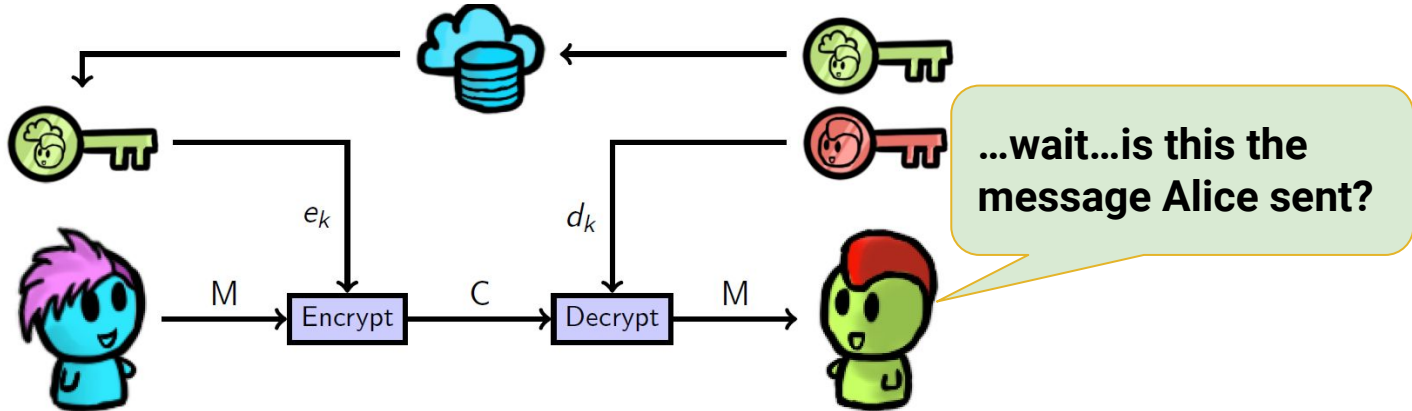 …wait…is this the
message Alice sent?
e_k
d_k
M
Encrypt
C
Decrypt
M